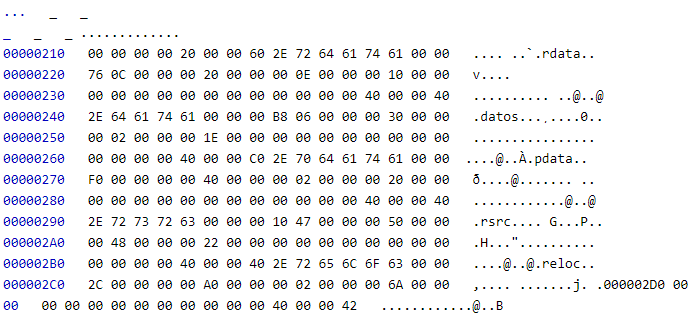 ... _ _
_ _ _ .............
00000210 00 00 00 00 20 00 00 60 2E 72 64 61 74 61 00 00 .... ..`.rdata..
00000220 76 0C 00 00 00 20 00 00 00 0E 00 00 00 10 00 00 v....
00000230 00 00 00 00 00 00 00 00 00 00 00 00 40 00 00 40 .......... ..@..@
00000240 2E 64 61 74 61 00 00 00 B8 06 00 00 00 30 00 00 .datos...¸....0..
00000250 00 02 00 00 00 1E 00 00 00 00 00 00 00 00 00 00 ................
00000260 00 00 00 00 40 00 00 C0 2E 70 64 61 74 61 00 00 ....@..À.pdata..
00000270 F0 00 00 00 00 40 00 00 00 02 00 00 00 20 00 00 ð....@....... ..
00000280 00 00 00 00 00 00 00 00 00 00 00 00 40 00 00 40 ............@..@
00000290 2E 72 73 72 63 00 00 00 10 47 00 00 00 50 00 00 .rsrc.... G...P..
000002A0 00 48 00 00 00 22 00 00 00 00 00 00 00 00 00 00 .H..."..........
000002B0 00 00 00 00 40 00 00 40 2E 72 65 6C 6F 63 00 00 ....@..@.reloc..
000002C0 2C 00 00 00 00 A0 00 00 00 02 00 00 00 6A 00 00 ,.... .......j. .000002D0 00
00 00 00 00 00 00 00 00 00 00 00 40 00 00 42 ............@..B